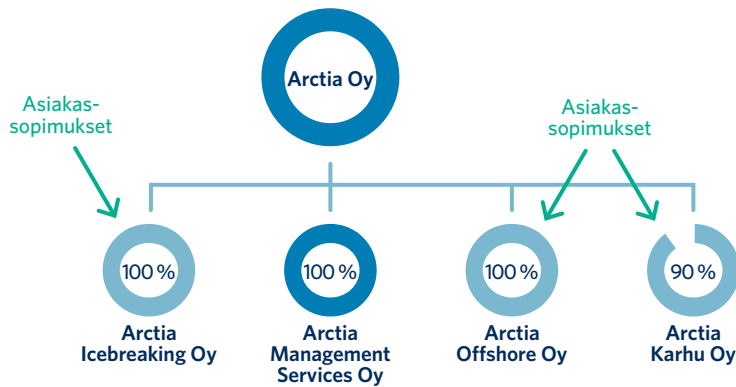 Arctia Oy
Asiakas-
sopimukset
Asiakas-
sopimukset
100 %
100 %
100 %
90 %
Arctia
Icebreaking Oy
Arctia
Management
Services Oy
Arctia
Offshore Oy
Arctia
Karhu Oy